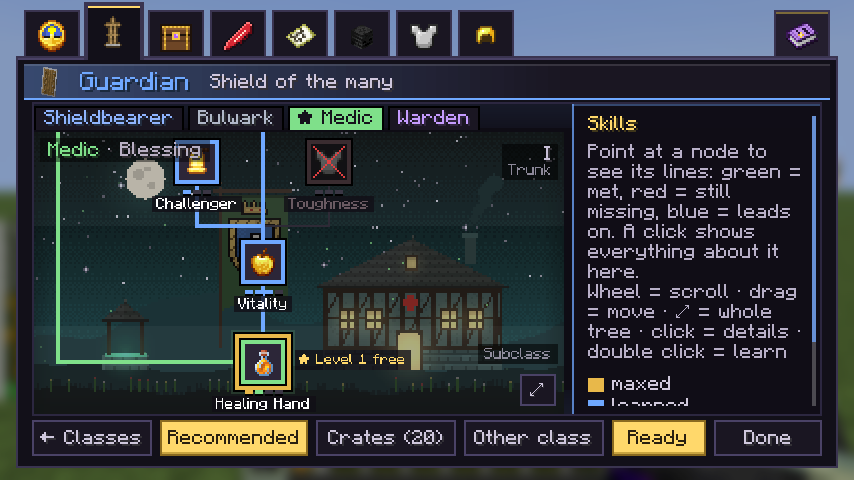 Guardian Shield of the many
Shieldbearer Bulwark Medic Warden
Medic · Blessing
I
Trunk
Challenger Toughness
Vitality
Level 1 free
Subclass
Healing Hand
Skills
Point at a node to
see its lines: green =
met, red = still
missing, blue = leads
on. A click shows
everything about it
here.
Wheel = scroll · drag
= move · ⤢ = whole
tree · click = details ·
double click = learn
maxed
learned
← Classes Recommended Crates (20) Other class Ready Done